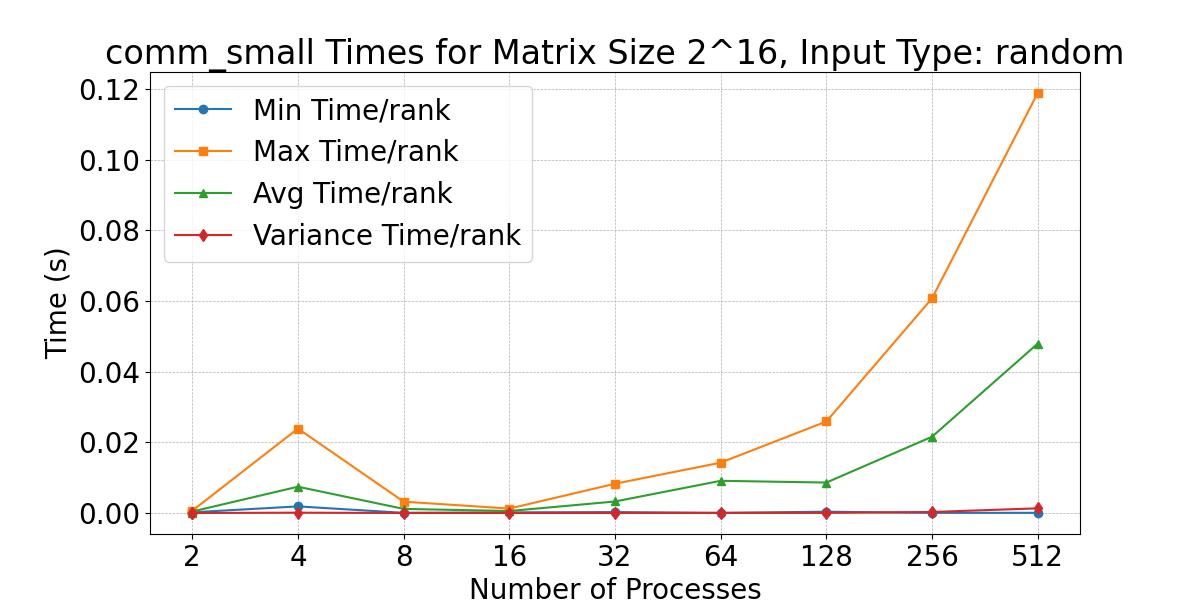 comm_small Times for Matrix Size 2^16, Input Type: random
Min Time/rank
Max Time/rank
Avg Time/rank
Variance Time/rank
Time (s)
0.12
0.10
0.08
0.06
0.04
0.02
0.00
2 4 8 16 32 64 128 256 512
Number of Processes